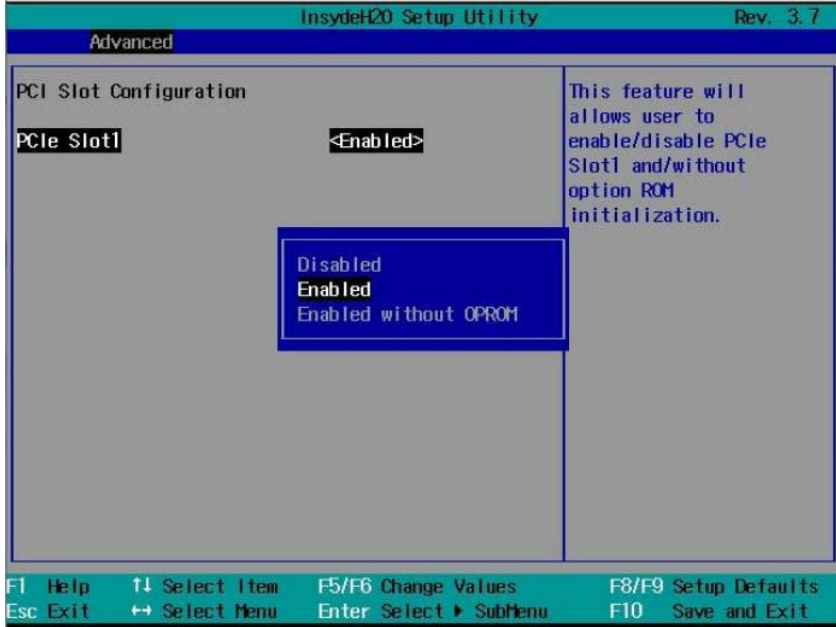 InsydeH20 Setup Utility Rev. 3.7
Advanced
PCI Slot Configuration
PCIe Slot1 <Enabled>
This feature will
allows user to
enable/disable PCIe
Slot1 and/without
option ROM
initialization.
Disabled
Enabled
Enabled without OPROM
F1 Help ↑↓ Select Item F5/F6 Change Values F8/F9 Setup Defaults
Esc Exit ↔ Select Menu Enter Select ▶ SubMenu F10 Save and Exit